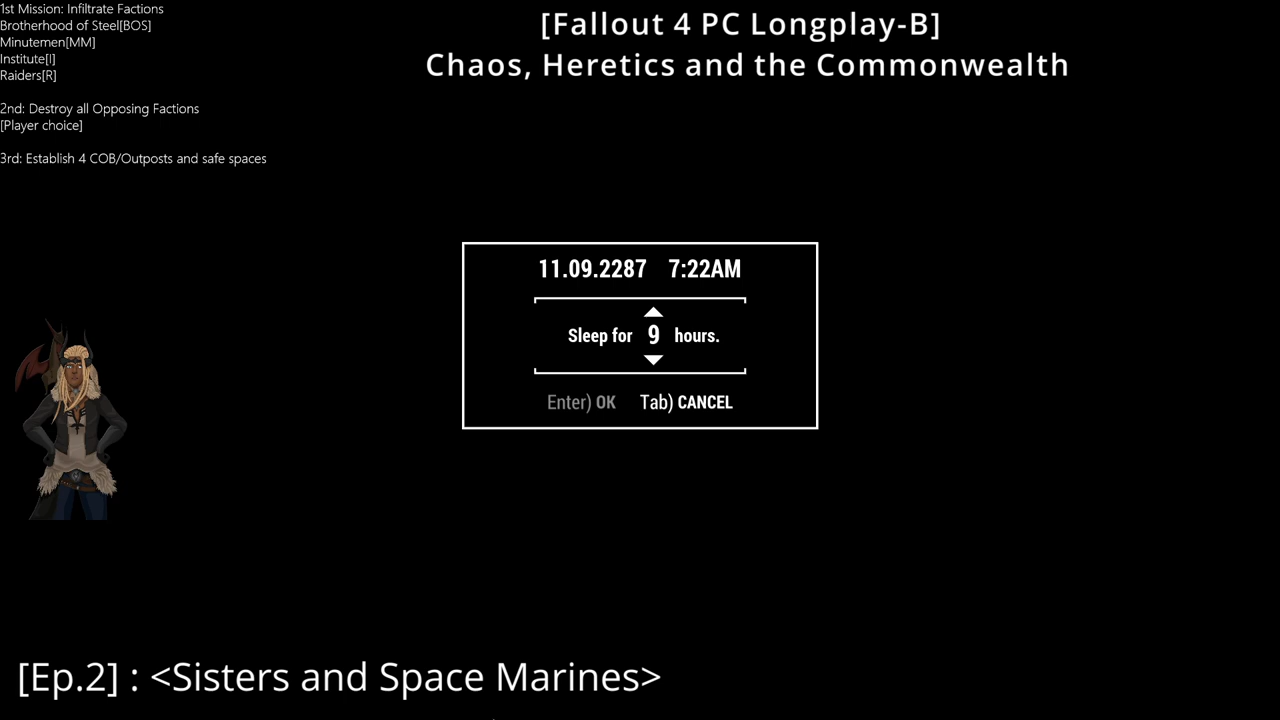 1st Mission: Infiltrate Factions
Brotherhood of Steel[BOS]
Minutemen[MM]
Institute[I]
Raiders[R]
2nd: Destroy all Opposing Factions
[Player choice]
3rd: Establish 4 COB/Outposts and safe spaces
[Fallout 4 PC Longplay-B]
Chaos, Heretics and the Commonwealth
11.09.2287 7:22AM
Sleep for 9 hours.
Enter) OK Tab) CANCEL
[Ep.2] : <Sisters and Space Marines>